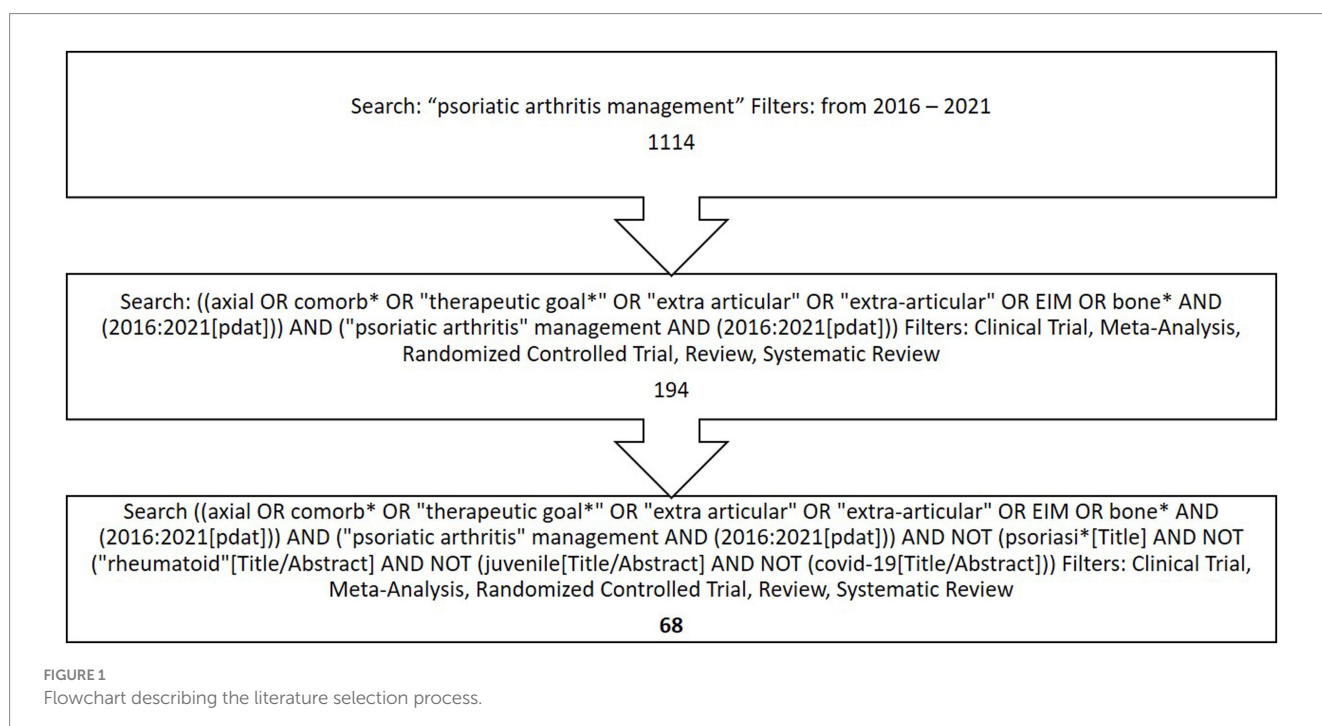 Search: “psoriatic arthritis management” Filters: from 2016 – 2021
1114
Search: ((axial OR comorb* OR "therapeutic goal*" OR "extra articular" OR "extra-articular" OR EIM OR bone* AND
(2016:2021[pdat])) AND ("psoriatic arthritis" management AND (2016:2021[pdat])) Filters: Clinical Trial, Meta-Analysis,
Randomized Controlled Trial, Review, Systematic Review
194
Search ((axial OR comorb* OR "therapeutic goal*" OR "extra articular" OR "extra-articular" OR EIM OR bone* AND
(2016:2021[pdat])) AND ("psoriatic arthritis" management AND (2016:2021[pdat])) AND NOT (psoriasi*[Title] AND NOT
("rheumatoid"[Title/Abstract] AND NOT (juvenile[Title/Abstract] AND NOT (covid-19[Title/Abstract])) Filters: Clinical Trial,
Meta-Analysis, Randomized Controlled Trial, Review, Systematic Review
68
FIGURE 1
Flowchart describing the literature selection process.